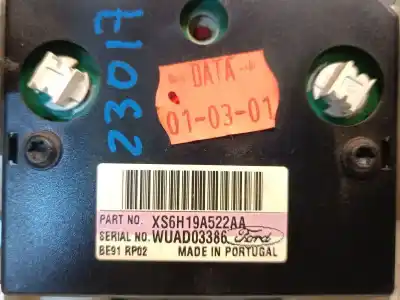 23017
DATA
01-03-01
PART NO. XS6H19A522AA
SERIAL NO. WUAD03386 Ford
BE91 RP02 MADE IN PORTUGAL